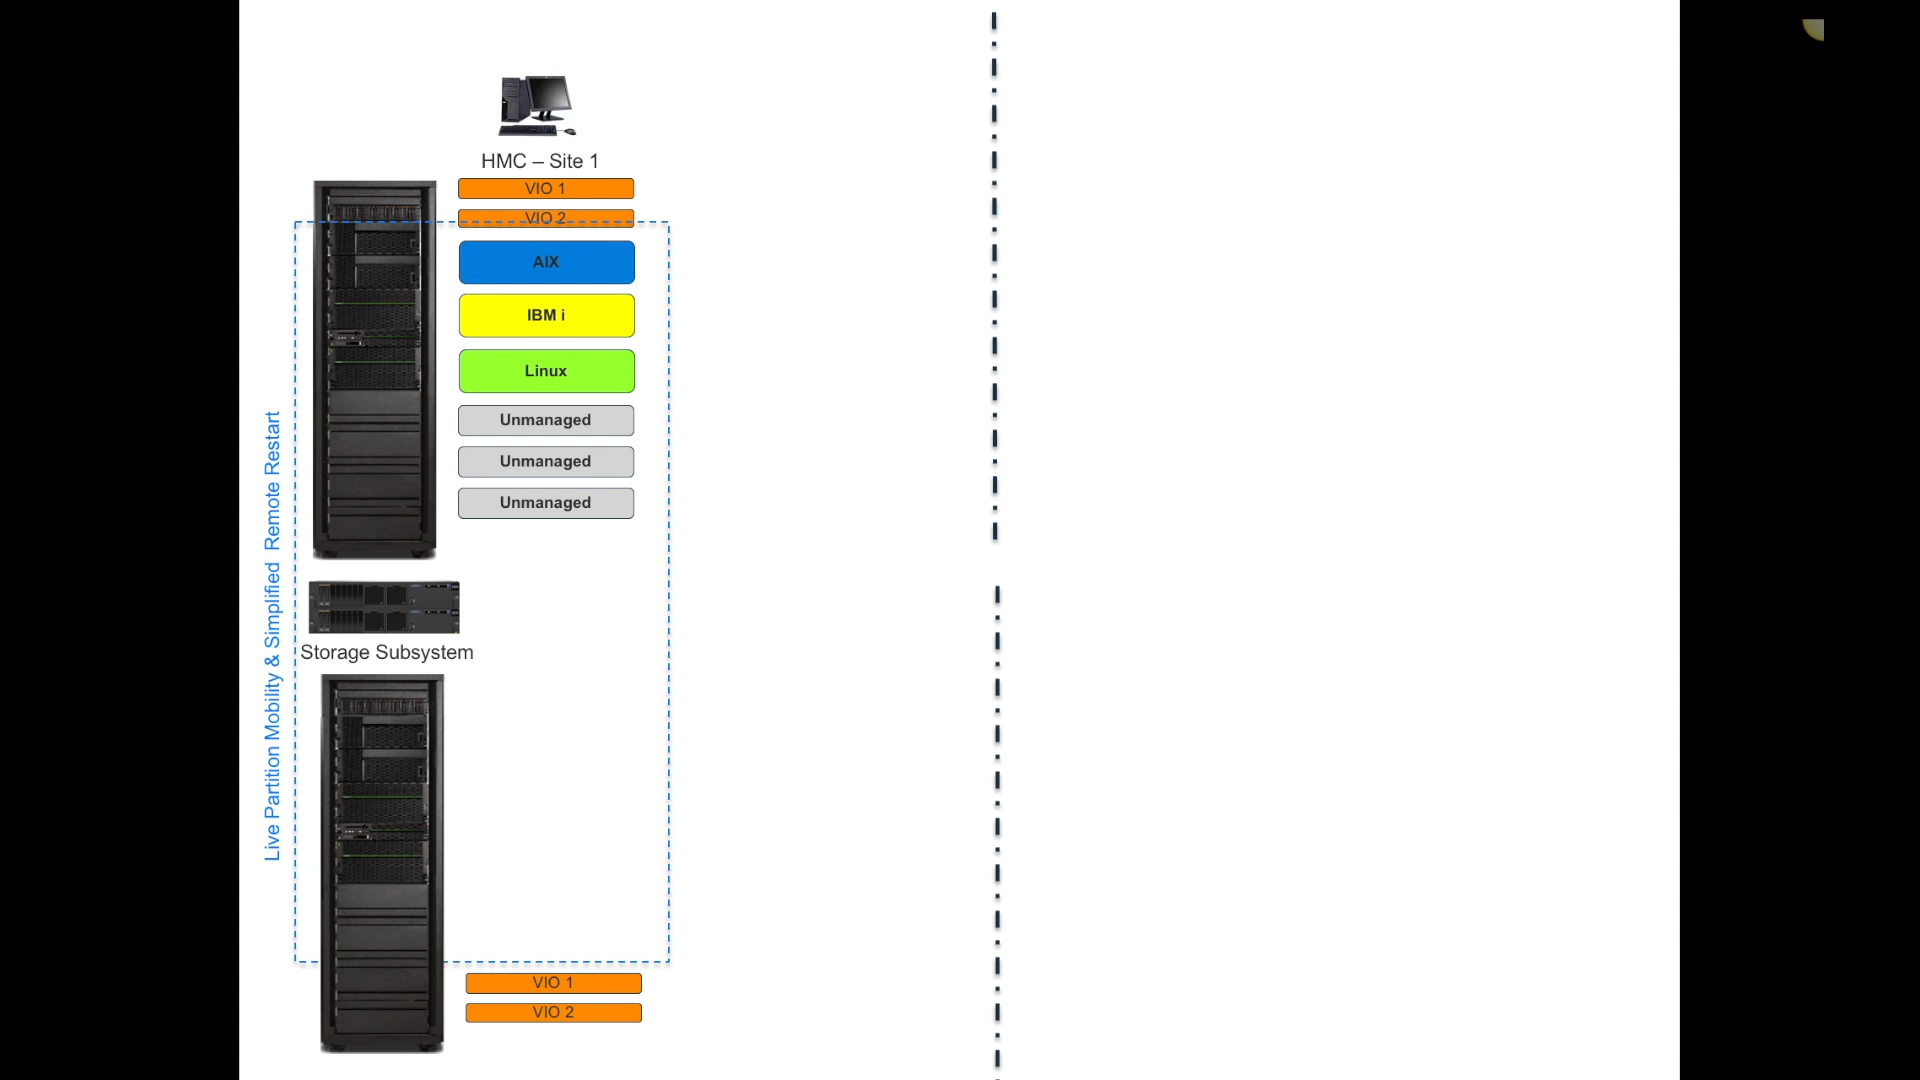 HMC – Site 1
VIO 1
VIO 2
AIX
IBM i
Linux
Unmanaged
Unmanaged
Unmanaged
Live Partition Mobility & Simplified Remote Restart
Storage Subsystem
VIO 1
VIO 2